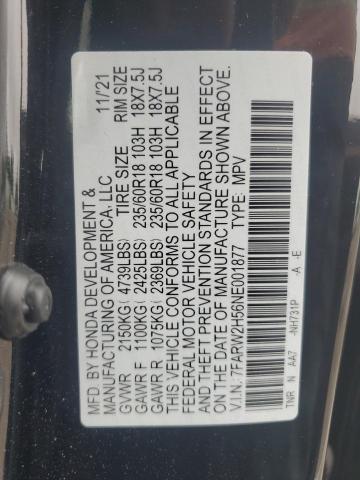 MFD. BY HONDA DEVELOPMENT & 11/21
MANUFACTURING OF AMERICA, LLC
TIRE SIZE RIM SIZE
GVWR 2150KG( 4739LBS) 235/60R18 103H 18X7.5J
GAWR F 1100KG( 2425LBS) 235/60R18 103H 18X7.5J
GAWR R 1075KG( 2369LBS)
THIS VEHICLE CONFORMS TO ALL APPLICABLE
FEDERAL MOTOR VEHICLE SAFETY
AND THEFT PREVENTION STANDARDS IN EFFECT
ON THE DATE OF MANUFACTURE SHOWN ABOVE.
V.I.N: 7FARW2H56NE001877 TYPE: MPV
TNR N AA7 -NH731P -A -E